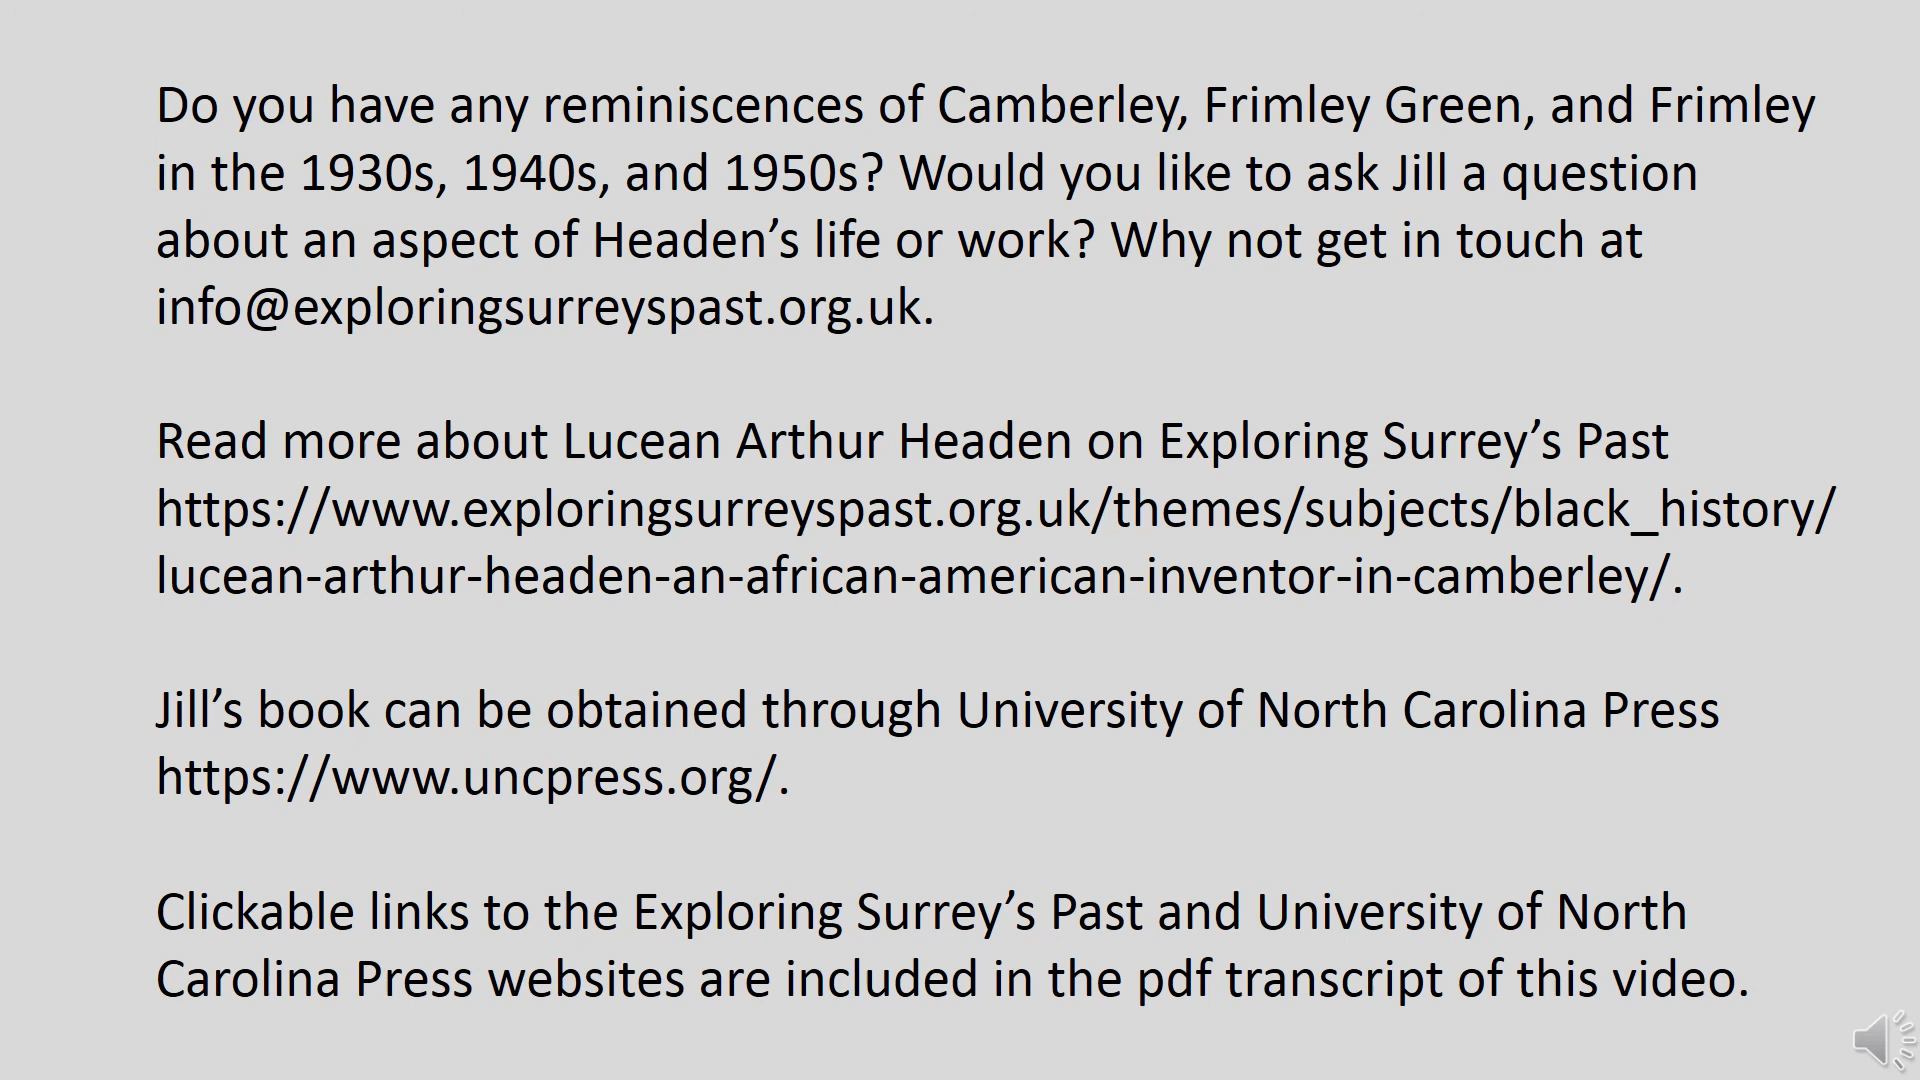 Do you have any reminiscences of Camberley, Frimley Green, and Frimley
in the 1930s, 1940s, and 1950s? Would you like to ask Jill a question
about an aspect of Headen’s life or work? Why not get in touch at
info@exploringsurreyspast.org.uk.
Read more about Lucean Arthur Headen on Exploring Surrey’s Past
https://www.exploringsurreyspast.org.uk/themes/subjects/black_history/
lucean-arthur-headen-an-african-american-inventor-in-camberley/.
Jill’s book can be obtained through University of North Carolina Press
https://www.uncpress.org/.
Clickable links to the Exploring Surrey’s Past and University of North
Carolina Press websites are included in the pdf transcript of this video.